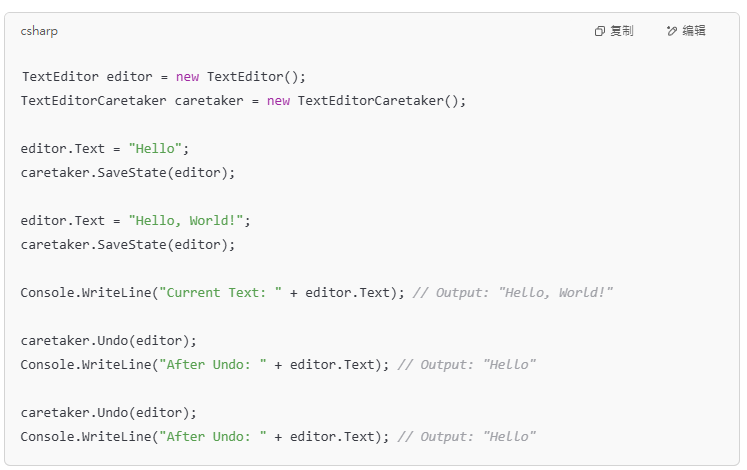 csharp 复制 编辑
TextEditor editor = new TextEditor();
TextEditorCaretaker caretaker = new TextEditorCaretaker();
editor.Text = "Hello";
caretaker.SaveState(editor);
editor.Text = "Hello, World!";
caretaker.SaveState(editor);
Console.WriteLine("Current Text: " + editor.Text); // Output: "Hello, World!"
caretaker.Undo(editor);
Console.WriteLine("After Undo: " + editor.Text); // Output: "Hello"
caretaker.Undo(editor);
Console.WriteLine("After Undo: " + editor.Text); // Output: "Hello"